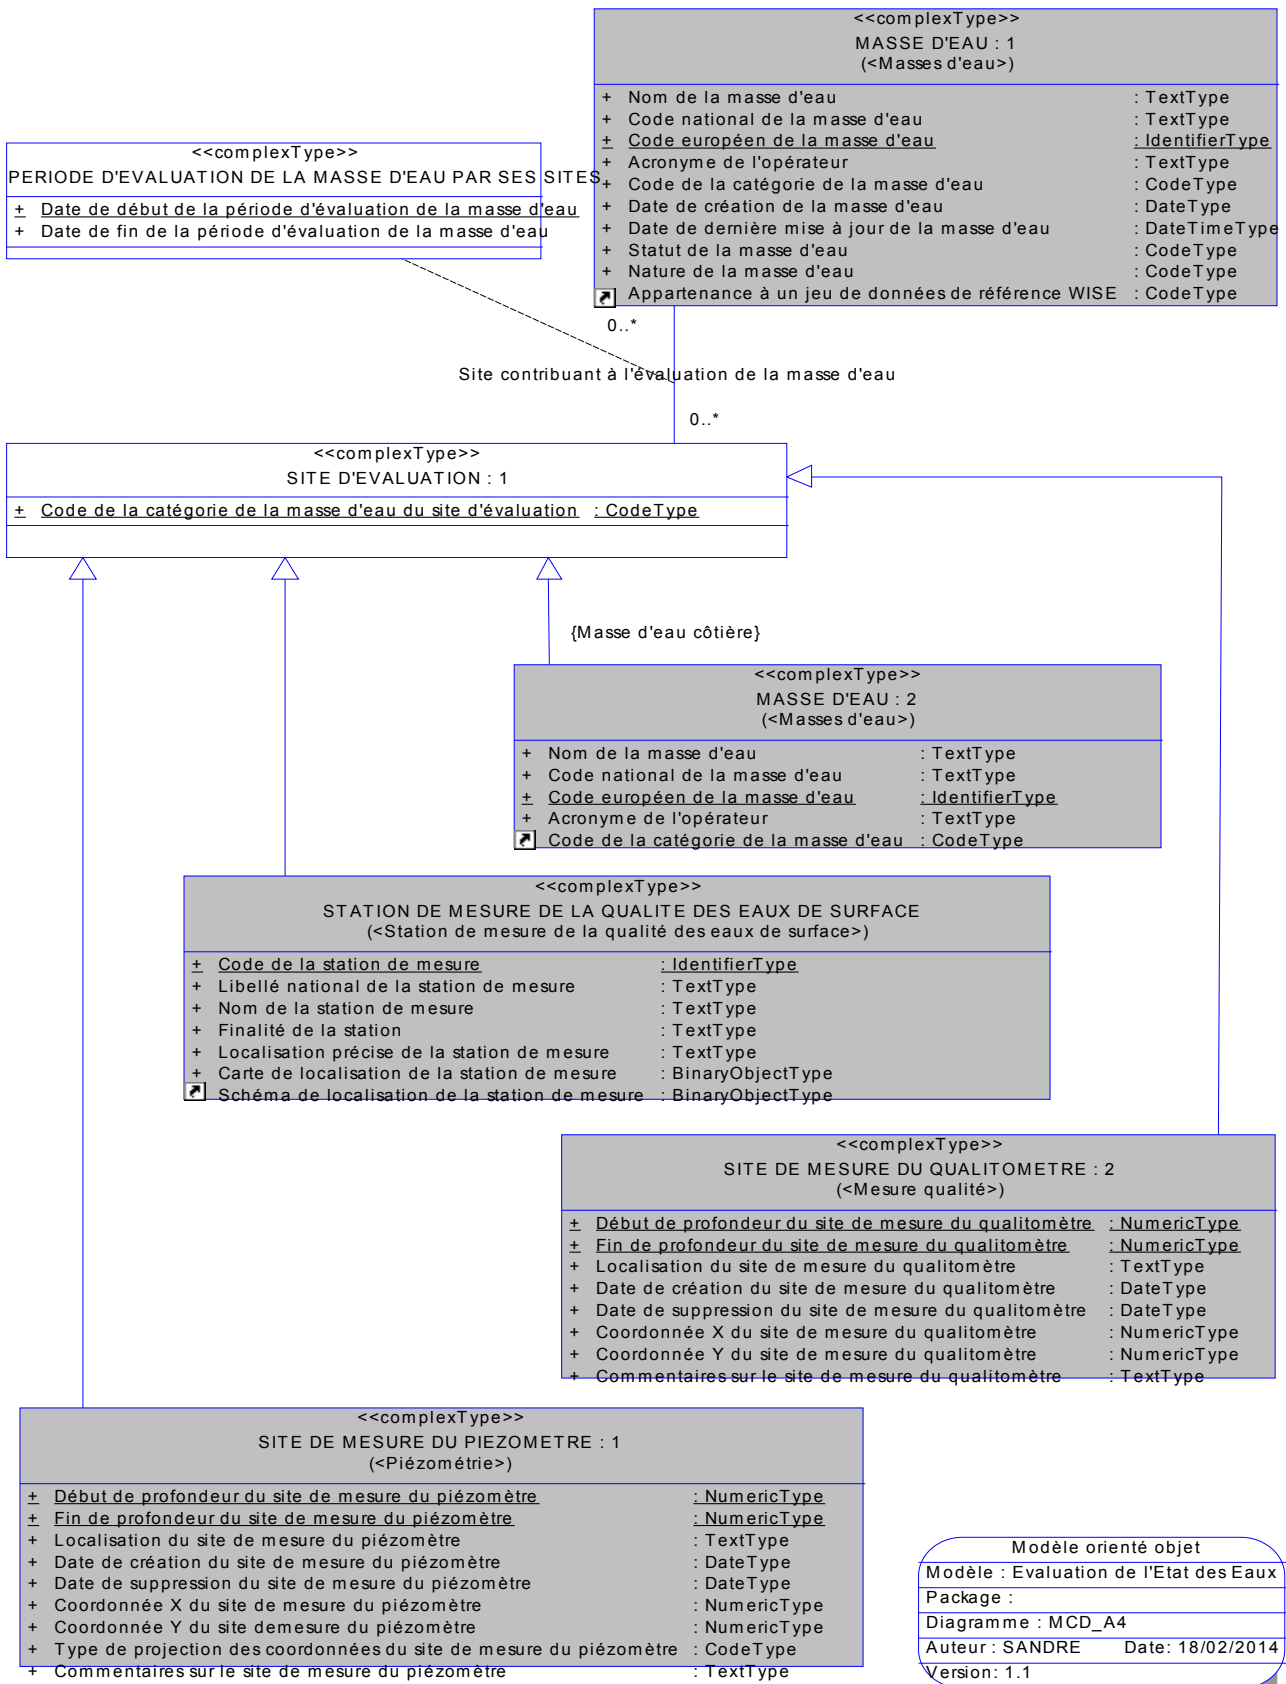 <<complexType>>
MASSE D'EAU : 1
(<Masses d'eau>)
+ Nom de la masse d'eau : TextType
+ Code national de la masse d'eau : TextType
+ Code européen de la masse d'eau : IdentifierType
+ Acronyme de l'opérateur : TextType
+ Code de la catégorie de la masse d'eau : CodeType
+ Date de création de la masse d'eau : DateType
+ Date de dernière mise à jour de la masse d'eau : DateTimeType
+ Statut de la masse d'eau : CodeType
+ Nature de la masse d'eau : CodeType
Appartenance à un jeu de données de référence WISE : CodeType
<<complexType>>
PERIODE D'EVALUATION DE LA MASSE D'EAU PAR SES SITES
+ Date de début de la période d'évaluation de la masse d'eau
+ Date de fin de la période d'évaluation de la masse d'eau
0..*
Site contribuant à l'évaluation de la masse d'eau
0..*
<<complexType>>
SITE D'EVALUATION : 1
+ Code de la catégorie de la masse d'eau du site d'évaluation : CodeType
{Masse d'eau côtière}
<<complexType>>
MASSE D'EAU : 2
(<Masses d'eau>)
+ Nom de la masse d'eau : TextType
+ Code national de la masse d'eau : TextType
+ Code européen de la masse d'eau : IdentifierType
+ Acronyme de l'opérateur : TextType
Code de la catégorie de la masse d'eau : CodeType
<<complexType>>
STATION DE MESURE DE LA QUALITE DES EAUX DE SURFACE
(<Station de mesure de la qualité des eaux de surface>)
+ Code de la station de mesure : IdentifierType
+ Libellé national de la station de mesure : TextType
+ Nom de la station de mesure : TextType
+ Finalité de la station : TextType
+ Localisation précise de la station de mesure : TextType
+ Carte de localisation de la station de mesure : BinaryObjectType
Schéma de localisation de la station de mesure : BinaryObjectType
<<complexType>>
SITE DE MESURE DU QUALITOMETRE : 2
(<Mesure qualité>)
+ Début de profondeur du site de mesure du qualitomètre : NumericType
+ Fin de profondeur du site de mesure du qualitomètre : NumericType
+ Localisation du site de mesure du qualitomètre : TextType
+ Date de création du site de mesure du qualitomètre : DateType
+ Date de suppression du site de mesure du qualitomètre : DateType
+ Coordonnée X du site de mesure du qualitomètre : NumericType
+ Coordonnée Y du site de mesure du qualitomètre : NumericType
+ Commentaires sur le site de mesure du qualitomètre : TextType
<<complexType>>
SITE DE MESURE DU PIEZOMETRE : 1
(<Piézométrie>)
+ Début de profondeur du site de mesure du piézomètre : NumericType
+ Fin de profondeur du site de mesure du piézomètre : NumericType
+ Localisation du site de mesure du piézomètre : TextType
+ Date de création du site de mesure du piézomètre : DateType
+ Date de suppression du site de mesure du piézomètre : DateType
+ Coordonnée X du site de mesure du piézomètre : NumericType
+ Coordonnée Y du site demesure du piézomètre : NumericType
+ Type de projection des coordonnées du site de mesure du piézomètre : CodeType
+ Commentaires sur le site de mesure du piézomètre : TextType
Modèle orienté objet
Modèle : Evaluation de l'Etat des Eaux
Package :
Diagramme : MCD_A4
Auteur : SANDRE Date: 18/02/2014
Version: 1.1